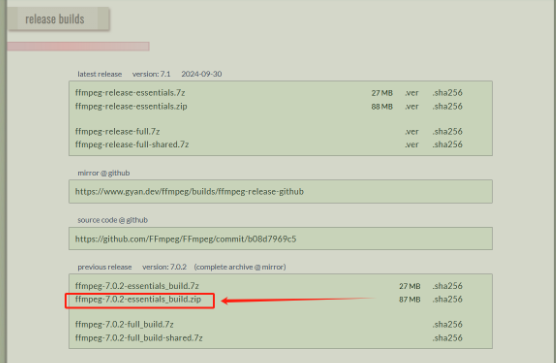 release builds
latest release version: 7.1 2024-09-30
ffmpeg-release-essentials.7z 27 MB .ver .sha256
ffmpeg-release-essentials.zip 88 MB .ver .sha256
ffmpeg-release-full.7z .ver .sha256
ffmpeg-release-full-shared.7z .ver .sha256
mirror @ github
https://www.gyan.dev/ffmpeg/builds/ffmpeg-release-github
source code @ github
https://github.com/FFmpeg/FFmpeg/commit/b08d7969c5
previous release version: 7.0.2 (complete archive @ mirror)
ffmpeg-7.0.2-essentials_build.7z 27 MB .sha256
ffmpeg-7.0.2-essentials_build.zip 87 MB .sha256
ffmpeg-7.0.2-full_build.7z .sha256
ffmpeg-7.0.2-full_build-shared.7z .sha256